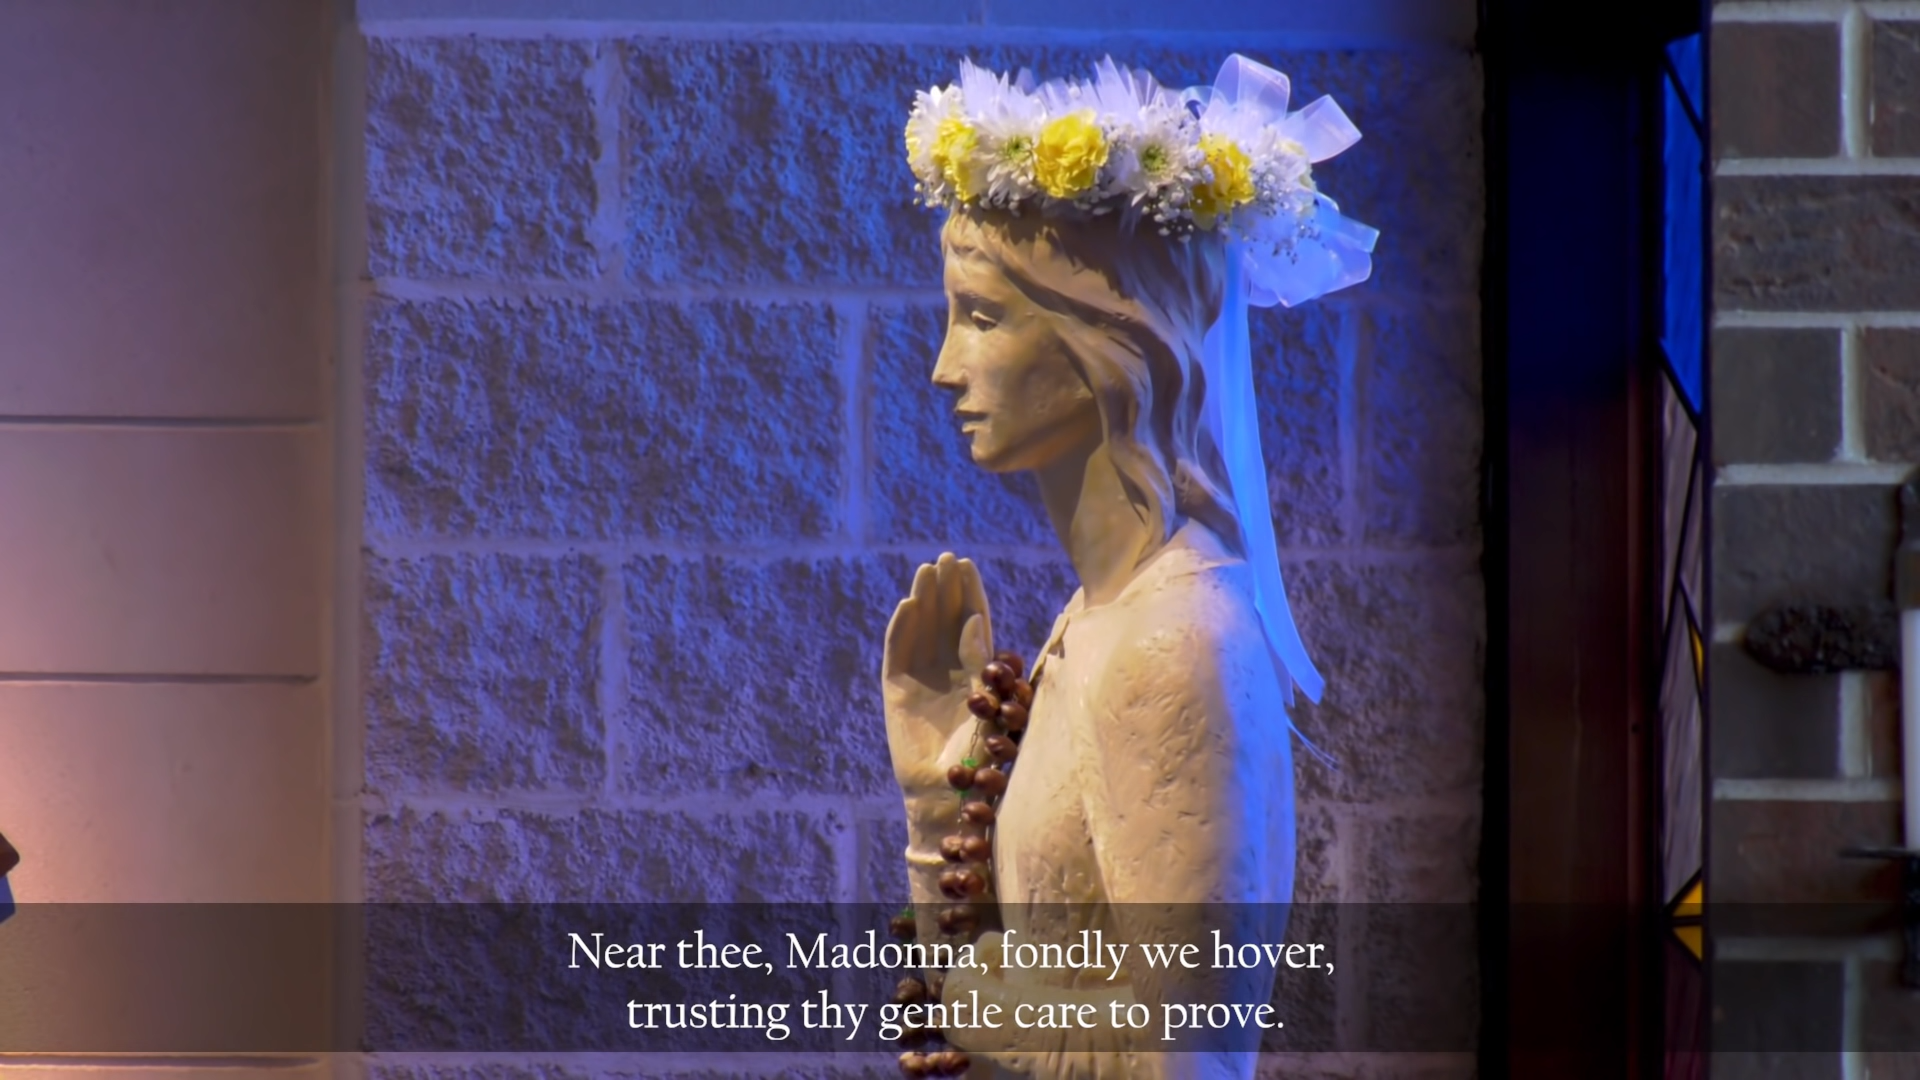 Near thee, Madonna, fondly we hover,
trusting thy gentle care to prove.